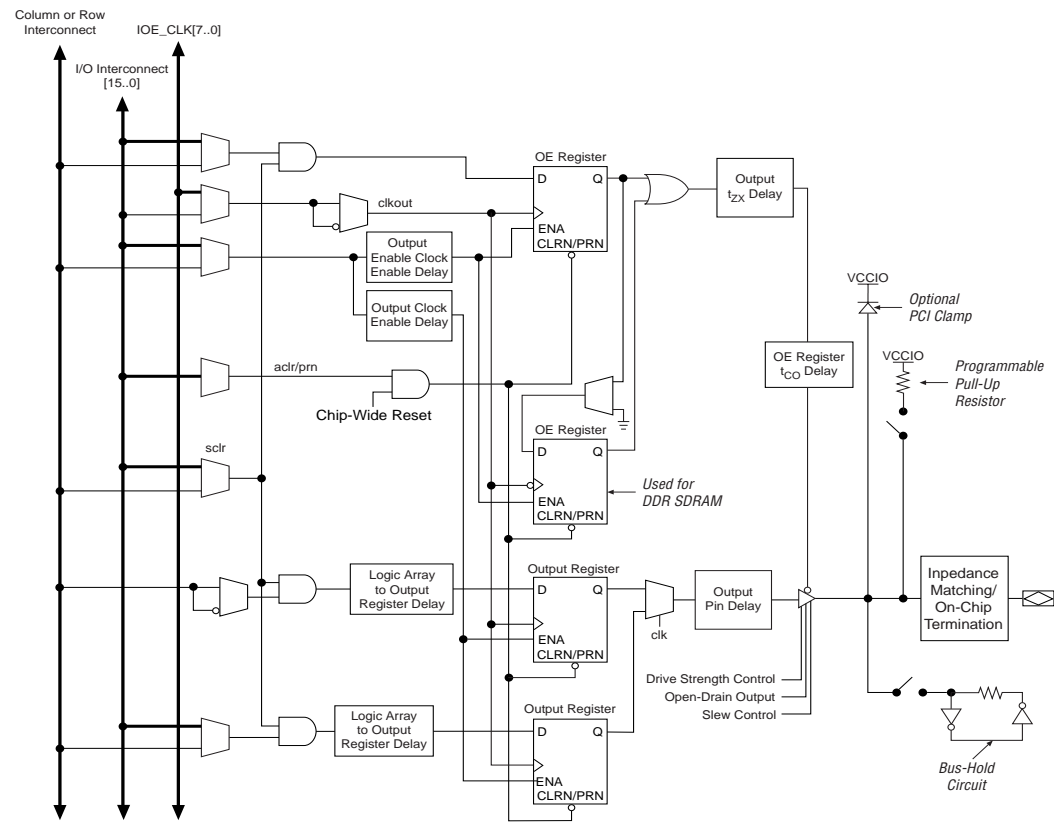 Column or Row
Interconnect
IOE_CLK[7..0]
I/O Interconnect
[15..0]
OE Register
D Q
ENA
CLRN/PRN
clkout
Output
tZX Delay
Output
Enable Clock
Enable Delay
Output Clock
Enable Delay
VCCIO
Optional
PCI Clamp
OE Register
tCO Delay
VCCIO
Programmable
Pull-Up
Resistor
aclr/prn
Chip-Wide Reset
OE Register
D Q
ENA
CLRN/PRN
sclr
Used for
DDR SDRAM
Logic Array
to Output
Register Delay
Output Register
D Q
ENA
CLRN/PRN
clk
Output
Pin Delay
Inpedance
Matching/
On-Chip
Termination
Drive Strength Control
Open-Drain Output
Slew Control
Logic Array
to Output
Register Delay
Output Register
D Q
ENA
CLRN/PRN
Bus-Hold
Circuit